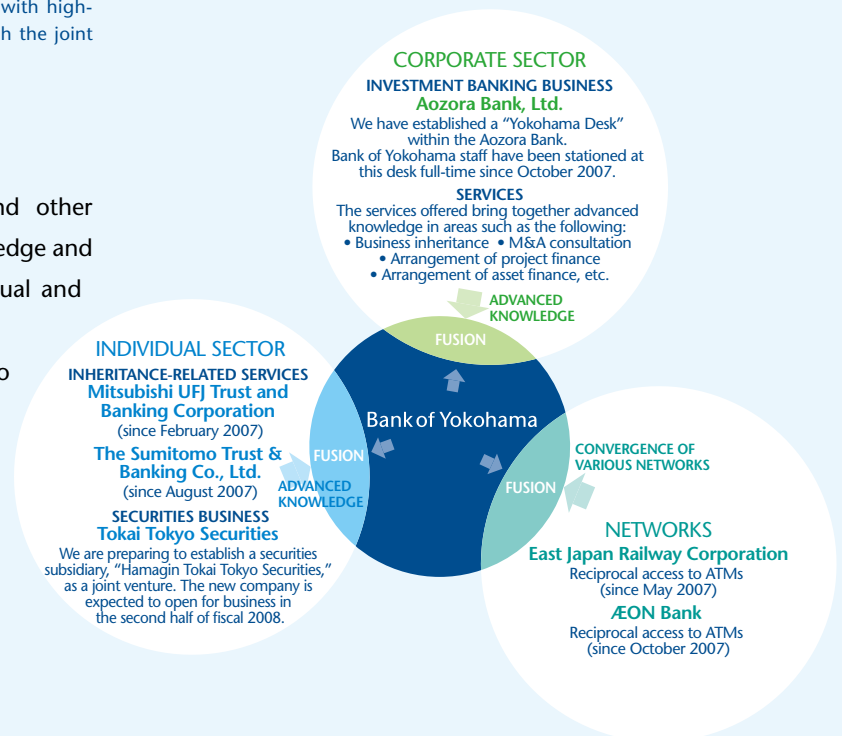 with high-
h the joint
nd other
edge and
ual and
o
CORPORATE SECTOR
INVESTMENT BANKING BUSINESS
Aozora Bank, Ltd.
We have established a “Yokohama Desk”
within the Aozora Bank.
Bank of Yokohama staff have been stationed at
this desk full-time since October 2007.
SERVICES
The services offered bring together advanced
knowledge in areas such as the following:
• Business inheritance • M&A consultation
• Arrangement of project finance
• Arrangement of asset finance, etc.
ADVANCED
KNOWLEDGE
FUSION
INDIVIDUAL SECTOR
INHERITANCE-RELATED SERVICES
Mitsubishi UFJ Trust and
Banking Corporation
(since February 2007)
The Sumitomo Trust &
Banking Co., Ltd.
(since August 2007)
SECURITIES BUSINESS
Tokai Tokyo Securities
We are preparing to establish a securities
subsidiary, “Hamagin Tokai Tokyo Securities,”
as a joint venture. The new company is
expected to open for business in
the second half of fiscal 2008.
FUSION
ADVANCED
KNOWLEDGE
Bank of Yokohama
FUSION
CONVERGENCE OF
VARIOUS NETWORKS
NETWORKS
East Japan Railway Corporation
Reciprocal access to ATMs
(since May 2007)
ÆON Bank
Reciprocal access to ATMs
(since October 2007)